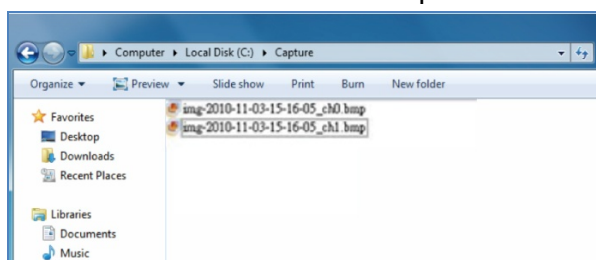 Computer ▸ Local Disk (C:) ▸ Capture
Organize ▾ Preview ▾ Slide show Print Burn New folder
Favorites
Desktop
Downloads
Recent Places
Libraries
Documents
Music
img-2010-11-03-15-16-05_ch0.bmp
img-2010-11-03-15-16-05_ch1.bmp